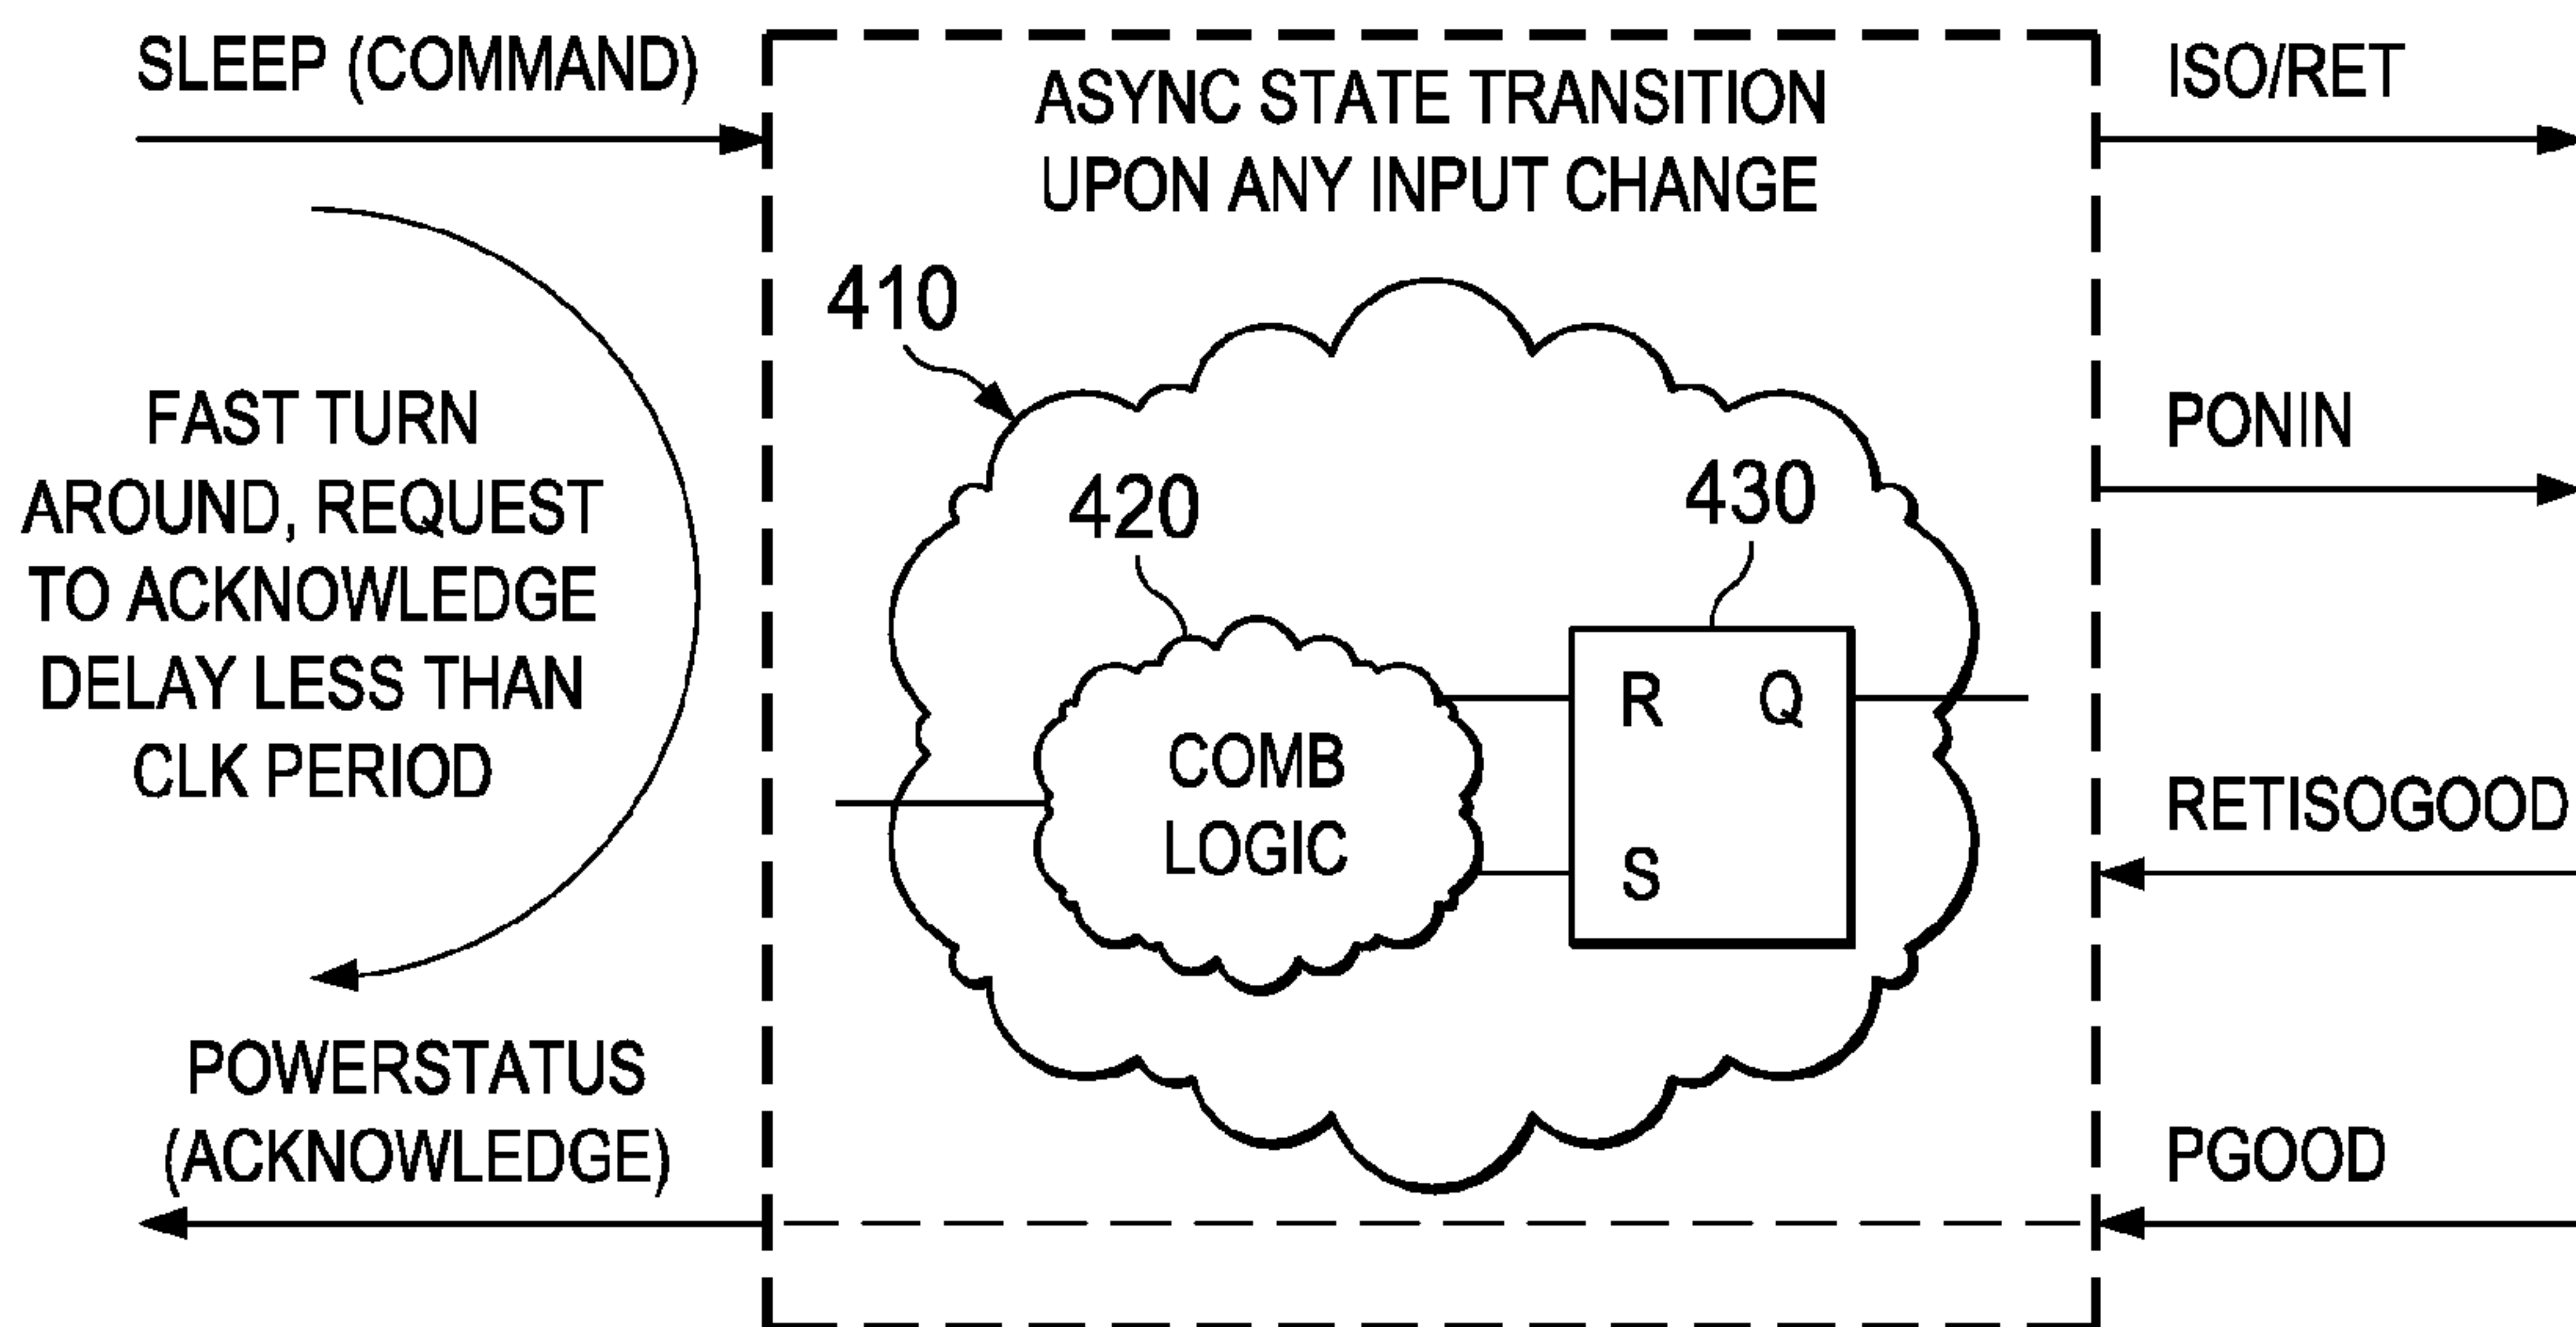 SLEEP (COMMAND)
FAST TURN
AROUND, REQUEST
TO ACKNOWLEDGE
DELAY LESS THAN
CLK PERIOD
POWERSTATUS
(ACKNOWLEDGE)
ASYNC STATE TRANSITION
UPON ANY INPUT CHANGE
410
420
430
COMB
LOGIC
R Q
S
ISO/RET
PONIN
RETISOGOOD
PGOOD